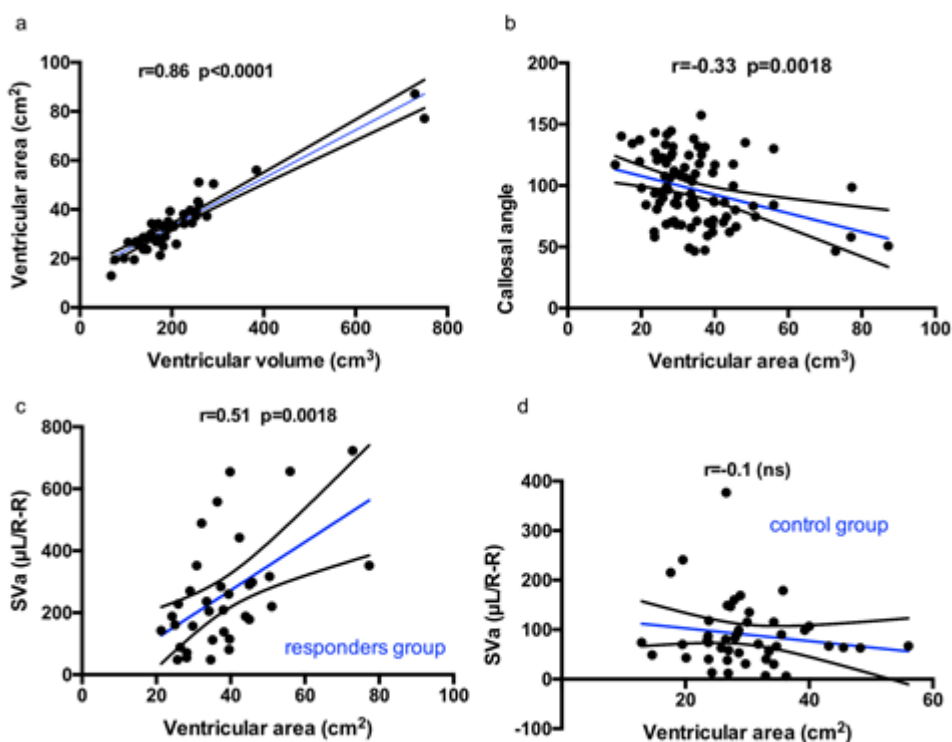 a
r=0.86 p<0.0001
Ventricular area (cm²)
100
80
60
40
20
0
0 200 400 600 800
Ventricular volume (cm³)
b
r=-0.33 p=0.0018
Callosal angle
200
150
100
50
0
0 20 40 60 80 100
Ventricular area (cm³)
c
r=0.51 p=0.0018
SVa (µL/R-R)
800
600
400
200
0
responders group
0 20 40 60 80 100
Ventricular area (cm²)
d
r=-0.1 (ns)
SVa (µL/R-R)
400
300
200
100
0
-100
control group
20 40 60
Ventricular area (cm²)